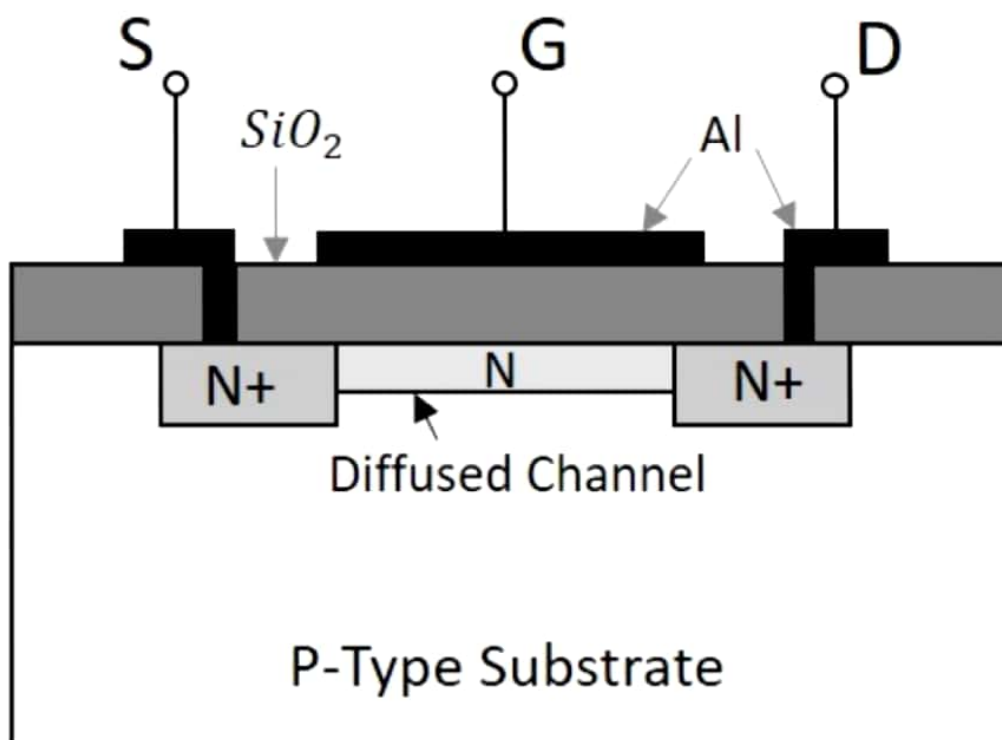 S
G
D
SiO₂
Al
N+
N
N+
Diffused Channel
P-Type Substrate